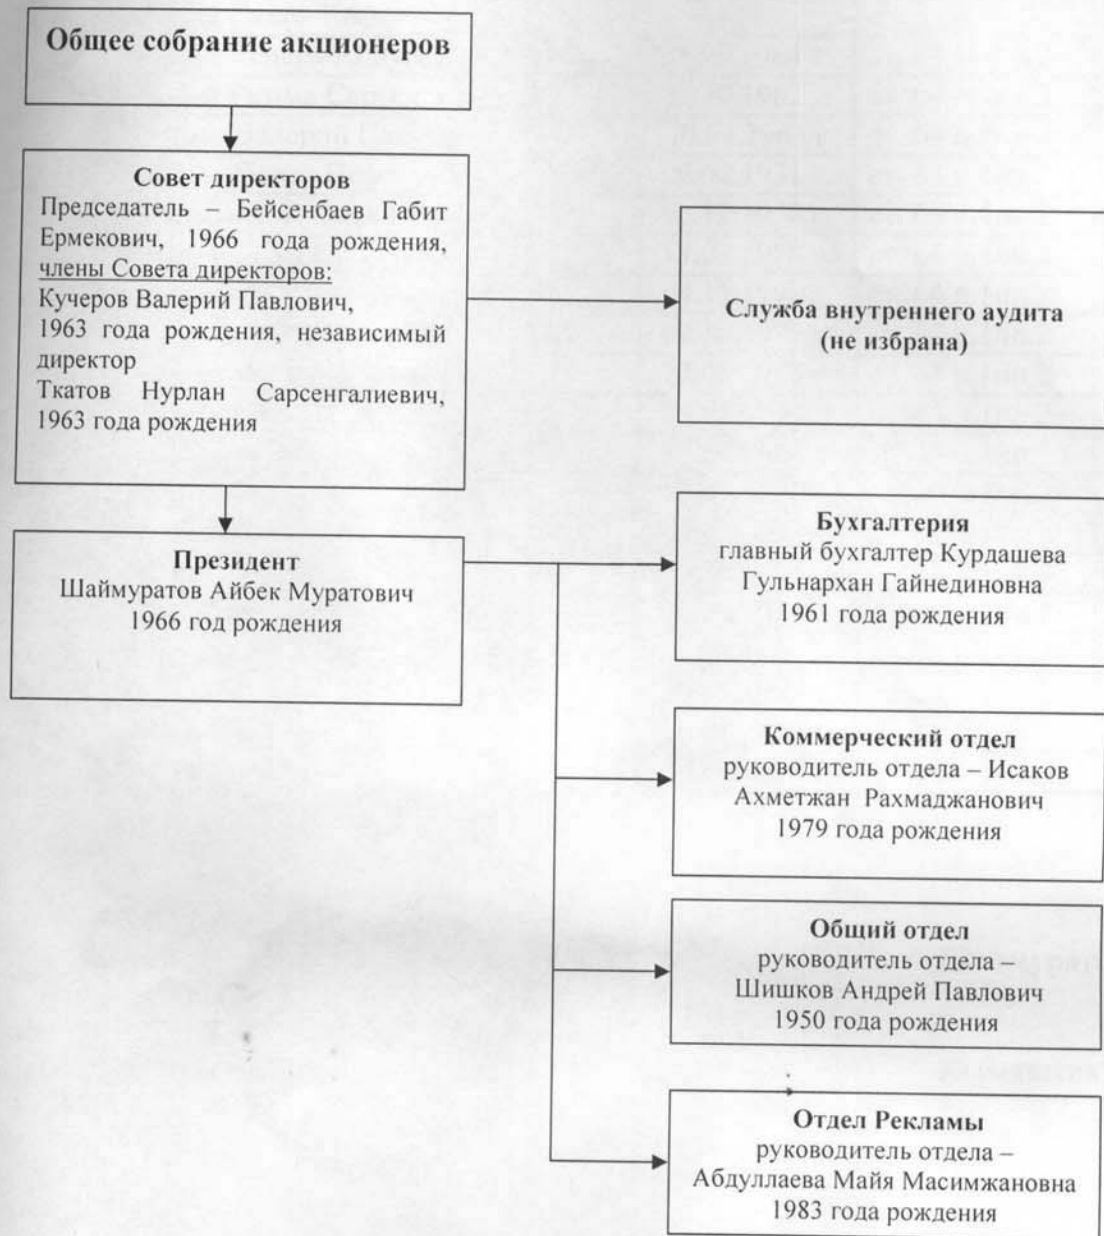 Общее собрание акционеров
Совет директоров
Председатель – Бейсенбаев Габит
Ермекович, 1966 года рождения,
члены Совета директоров:
Кучеров Валерий Павлович,
1963 года рождения, независимый
директор
Ткатов Нурлан Сарсенгалиевич,
1963 года рождения
Служба внутреннего аудита
(не избрана)
Президент
Шаймуратов Айбек Муратович
1966 год рождения
Бухгалтерия
главный бухгалтер Курдашева
Гульнархан Гайнединовна
1961 года рождения
Коммерческий отдел
руководитель отдела – Исаков
Ахметжан Рахмаджанович
1979 года рождения
Общий отдел
руководитель отдела –
Шишков Андрей Павлович
1950 года рождения
Отдел Рекламы
руководитель отдела –
Абдуллаева Майя Масимжановна
1983 года рождения